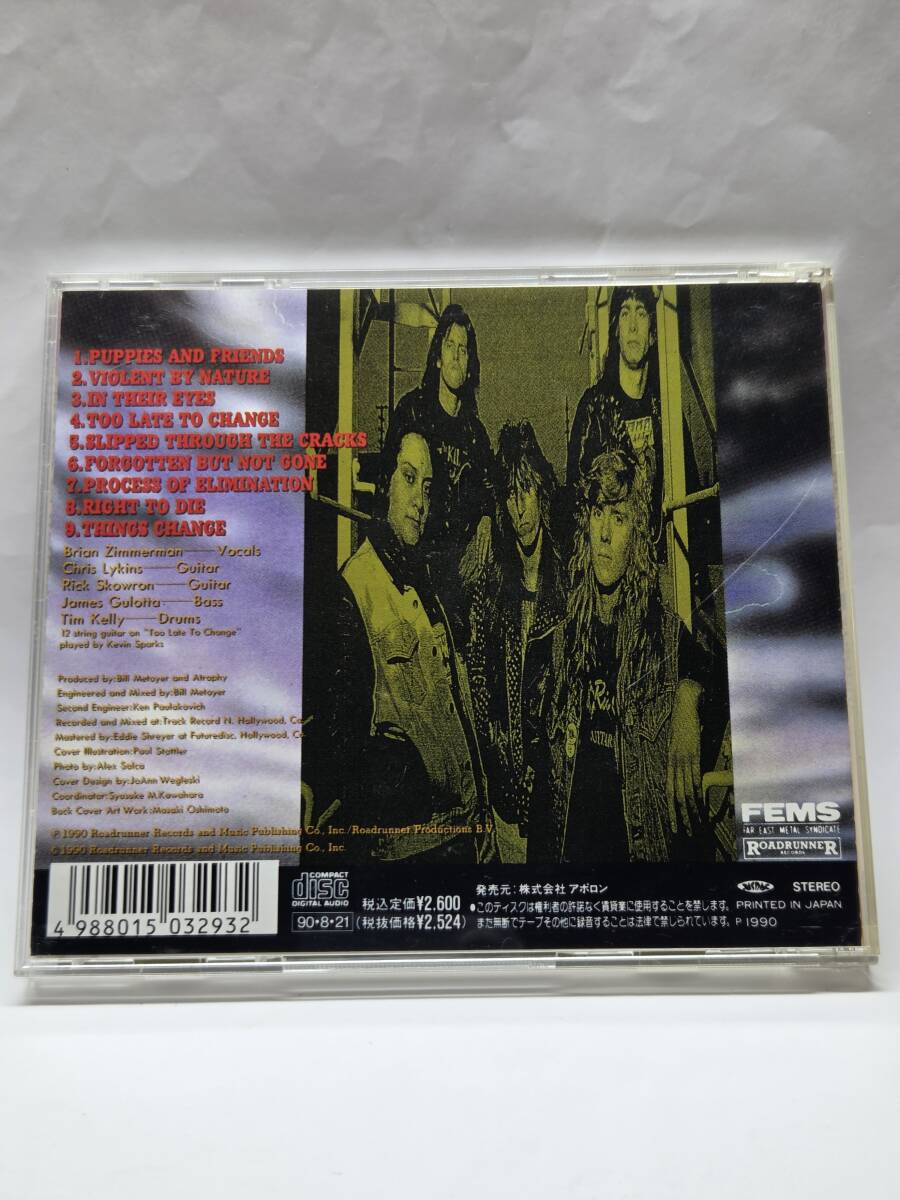 1.PUPPIES AND FRIENDS
2.VIOLENT BY NATURE
3.IN THEIR EYES
4.TOO LATE TO CHANGE
5.SLIPPED THROUGH THE CRACKS
6.FORGOTTEN BUT NOT GONE
7.PROCESS OF ELIMINATION
8.RIGHT TO DIE
9.THINGS CHANGE
Brian Zimmerman——Vocals
Chris Lykins——Guitar
Rick Skowron——Guitar
James Gulotta——Bass
Tim Kelly——Drums
12 string guitar on "Too Late To Change"
played by Kevin Sparks
Produced by:Bill Metoyer and Atrophy
Engineered and Mixed by:Bill Metoyer
Second Engineer:Ken Paulakovich
Recorded and Mixed at:Track Record N. Hollywood, Ca
Mastered by:Eddie Shreyer at Futuredisc, Hollywood, Ca
Cover Illustration:Paul Stottler
Photo by:Alex Solca
Cover Design by:JoAnn Wegleski
Coordinator:Syusuke M.Kawahara
Back Cover Art Work:Masaki Oshimoto
℗ 1990 Roadrunner Records and Music Publishing Co., Inc./Roadrunner Productions B.V.
© 1990 Roadrunner Records and Music Publishing Co., Inc.
FEMS
FAR EAST METAL SYNDICATE
ROADRUNNER
RECORDS
4 988015 032932
COMPACT
disc
DIGITAL AUDIO
90・8・21
税込定価¥2,600
(税抜価格¥2,524)
発売元:株式会社 アポロン
●このディスクは権利者の許諾なく賃貸業に使用することを禁じます。
また無断でテープその他に録音することは法律で禁じられています。
STEREO
PRINTED IN JAPAN
P 1990